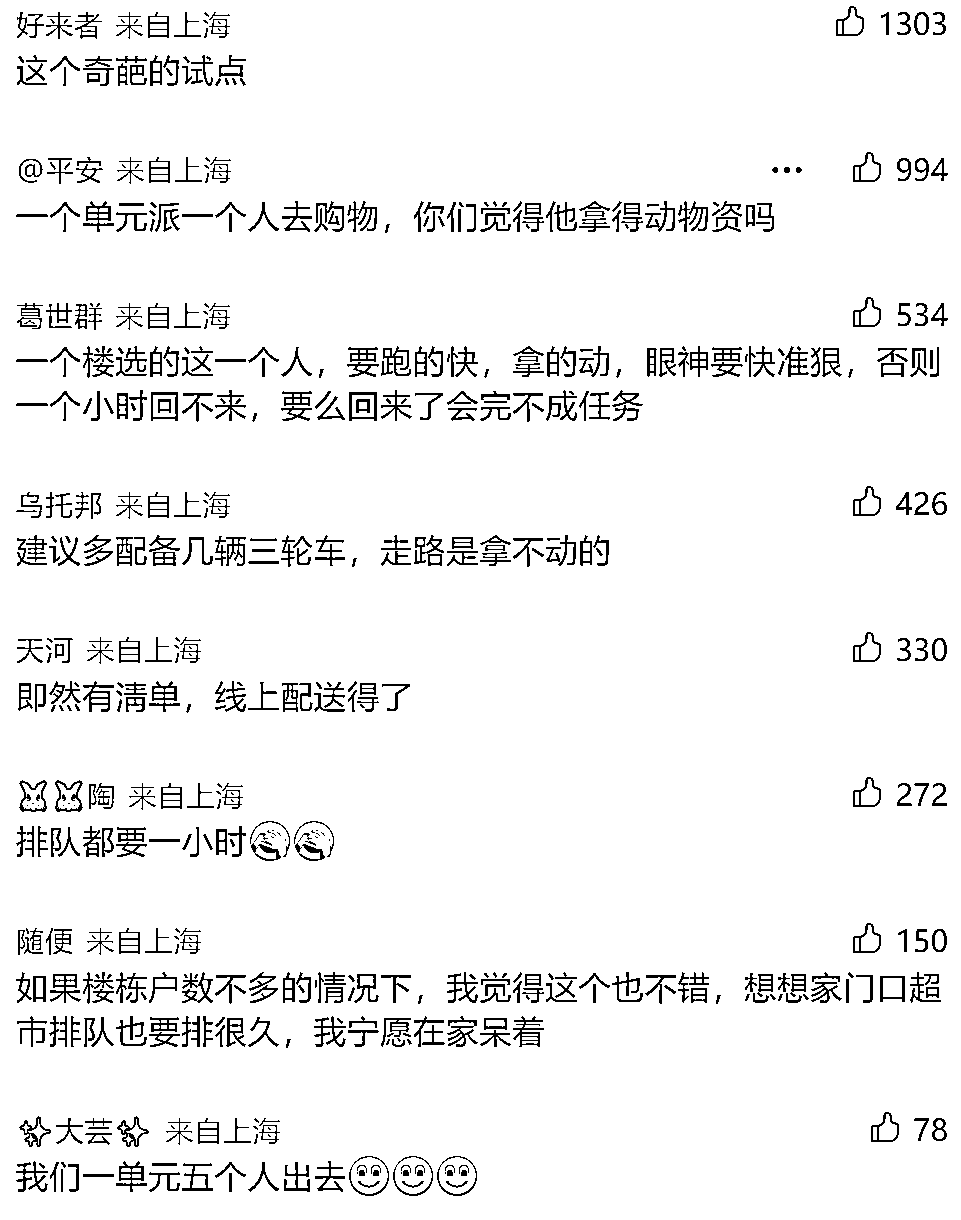 好来者 来自上海 1303
这个奇葩的试点
@平安 来自上海 ••• 994
一个单元派一个人去购物，你们觉得他拿得动物资吗
葛世群 来自上海 534
一个楼选的这一个人，要跑的快，拿的动，眼神要快准狠，否则
一个小时回不来，要么回来了会完不成任务
乌托邦 来自上海 426
建议多配备几辆三轮车，走路是拿不动的
天河 来自上海 330
即然有清单，线上配送得了
🐰🐰陶 来自上海 272
排队都要一小时🤦🤦
随便 来自上海 150
如果楼栋户数不多的情况下，我觉得这个也不错，想想家门口超
市排队也要排很久，我宁愿在家呆着
✨大芸✨ 来自上海 78
我们一单元五个人出去🙂🙂🙂